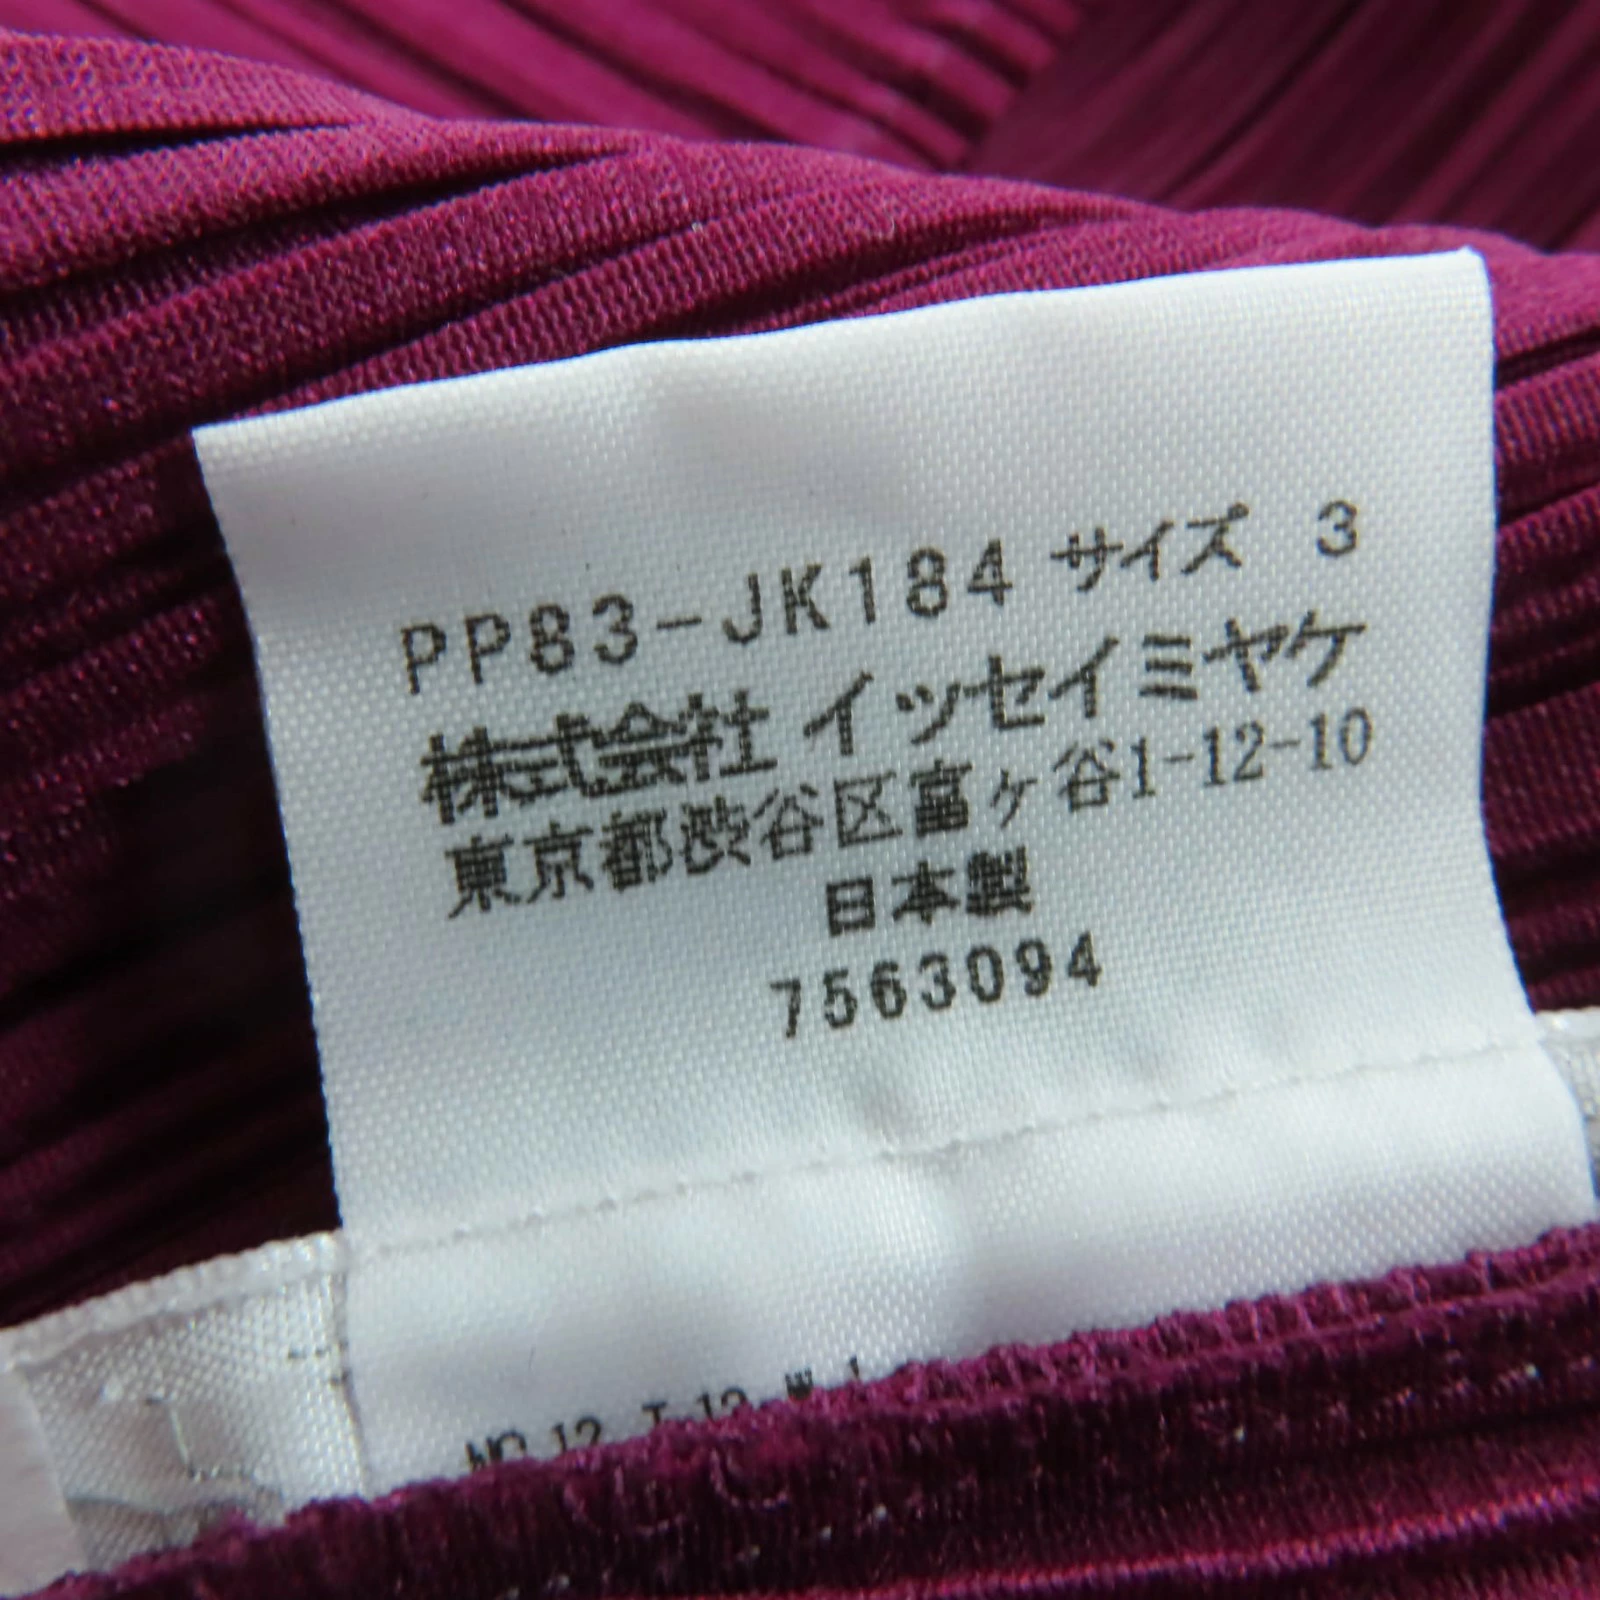 PP83-JK184 サイズ 3
株式会社 イッセイミヤケ
東京都渋谷区富ヶ谷1-12-10
日本製
7563094